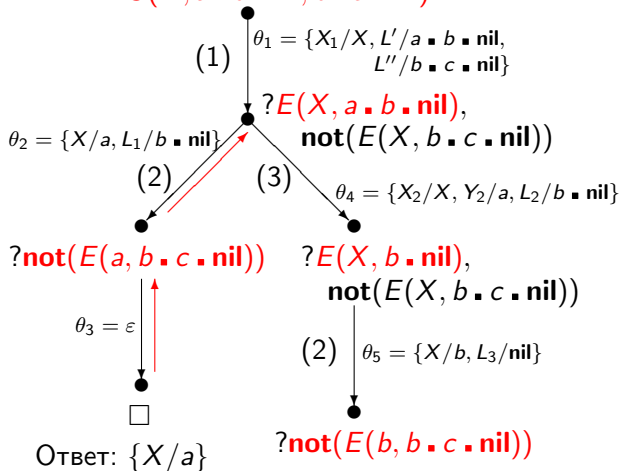 (1)
θ₁ = {X₁/X, L′/a . b . nil,
L″/b . c . nil}
?E(X, a . b . nil),
not(E(X, b . c . nil))
θ₂ = {X/a, L₁/b . nil}
(2)
(3)
θ₄ = {X₂/X, Y₂/a, L₂/b . nil}
?not(E(a, b . c . nil))
?E(X, b . nil),
not(E(X, b . c . nil))
θ₃ = ε
(2)
θ₅ = {X/b, L₃/nil}
□
Ответ: {X/a}
?not(E(b, b . c . nil))